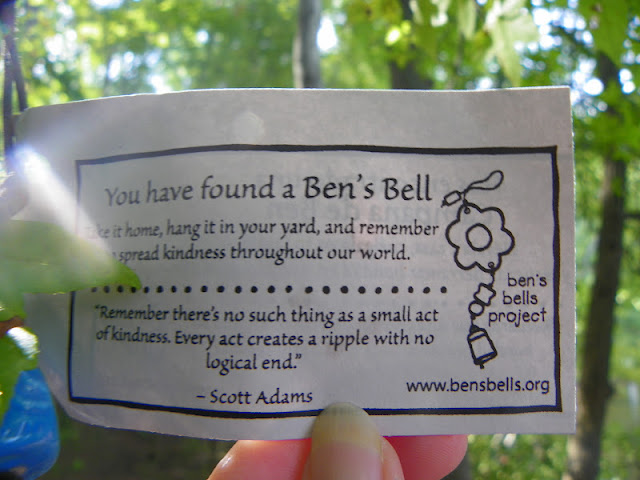 You have found a Ben's Bell
it home, hang it in your yard, and remember
spread kindness throughout our world.
"Remember there's no such thing as a small act
of kindness. Every act creates a ripple with no
logical end."
– Scott Adams
ben's
bells
project
www.bensbells.org